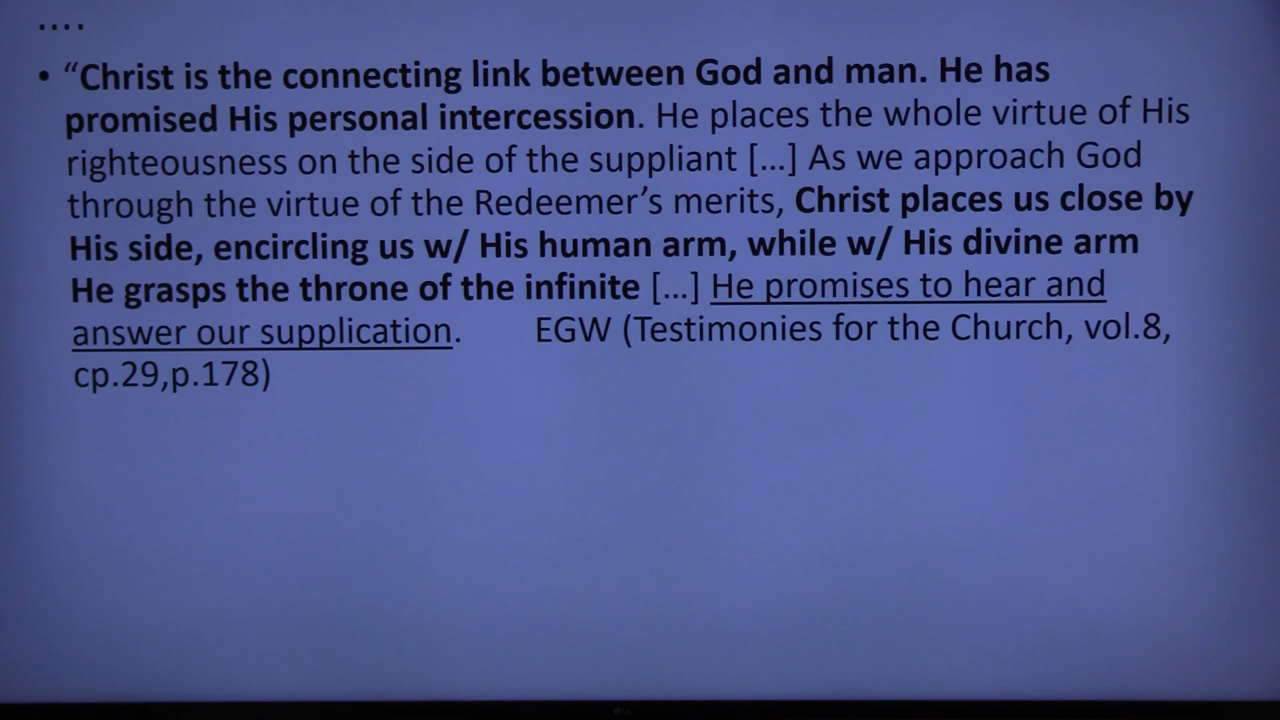 ....
• “Christ is the connecting link between God and man. He has
promised His personal intercession. He places the whole virtue of His
righteousness on the side of the suppliant [...] As we approach God
through the virtue of the Redeemer’s merits, Christ places us close by
His side, encircling us w/ His human arm, while w/ His divine arm
He grasps the throne of the infinite [...] He promises to hear and
answer our supplication. EGW (Testimonies for the Church, vol.8,
cp.29,p.178)